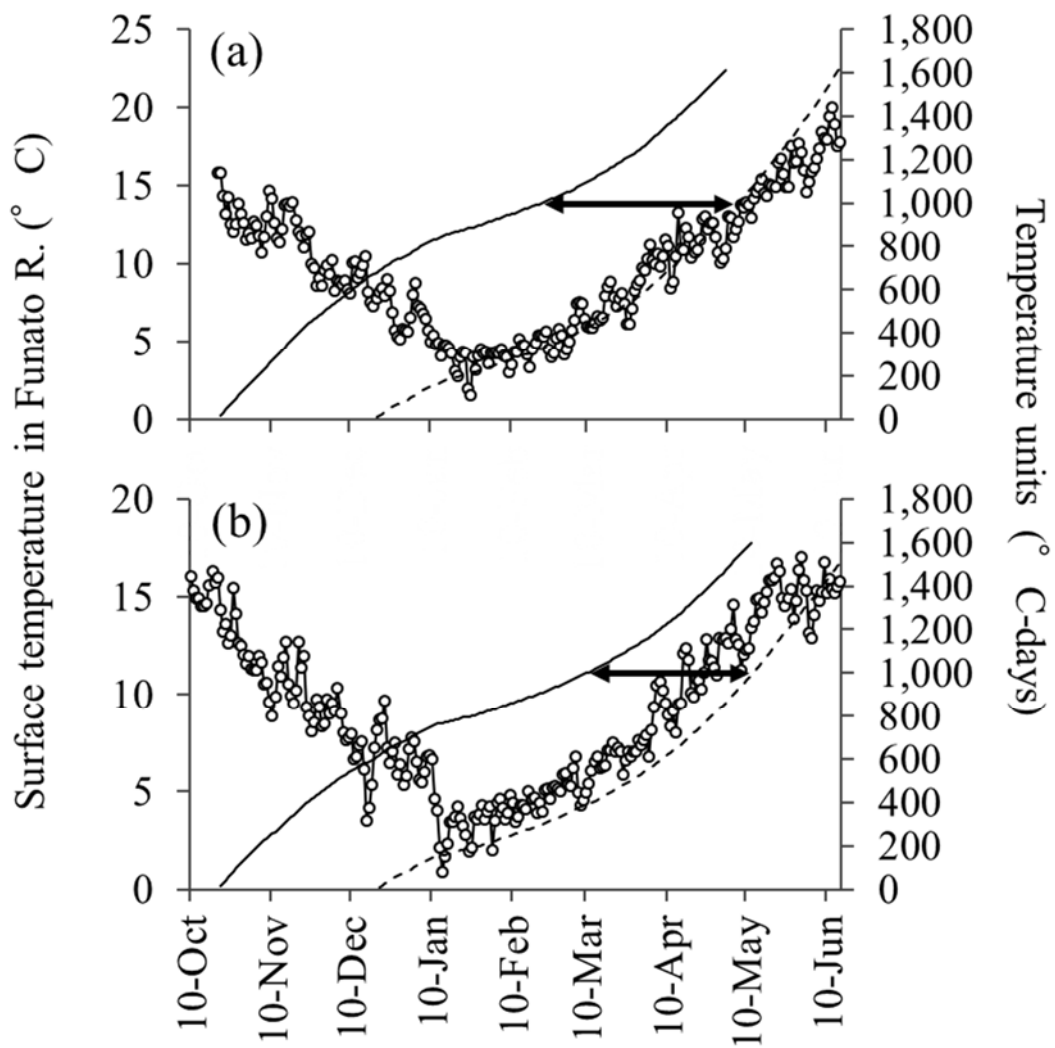 Surface temperature in Funato R. (° C)
Temperature units (° C-days)
(a)
25
20
15
10
5
0
1,800
1,600
1,400
1,200
1,000
800
600
400
200
0
(b)
20
15
10
5
0
1,800
1,600
1,400
1,200
1,000
800
600
400
200
0
10-Oct
10-Nov
10-Dec
10-Jan
10-Feb
10-Mar
10-Apr
10-May
10-Jun